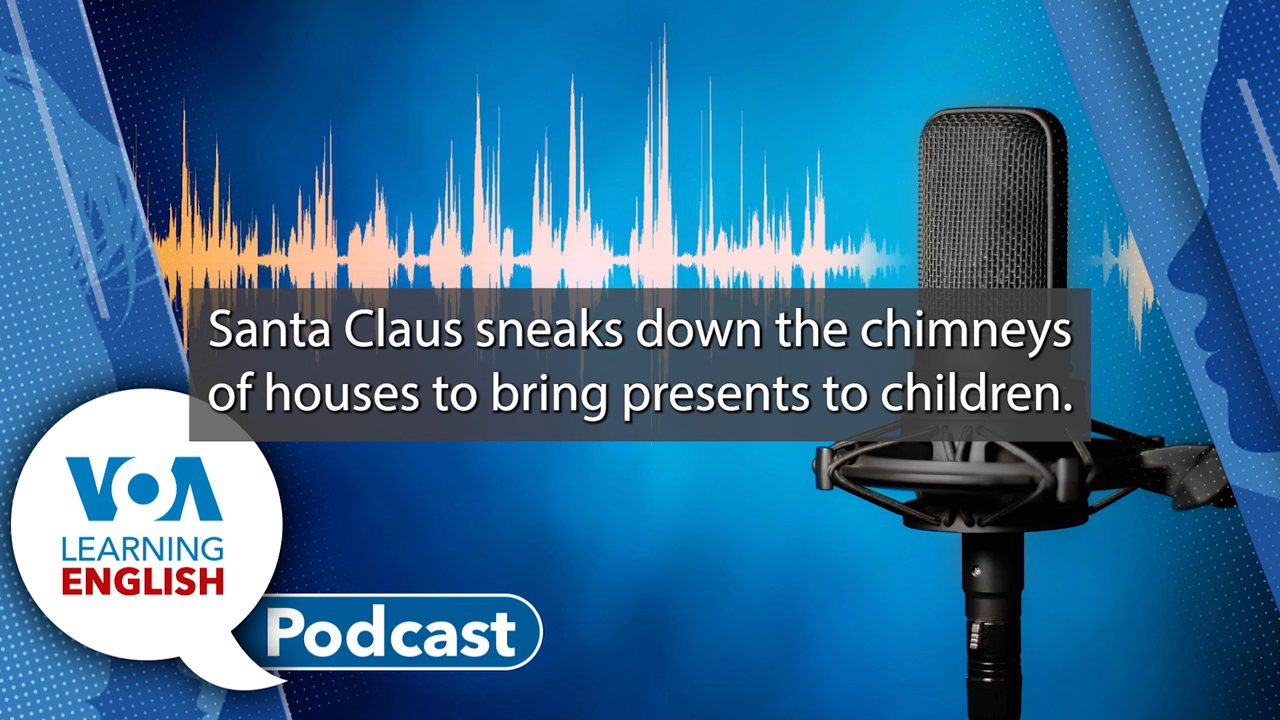 Santa Claus sneaks down the chimneys
of houses to bring presents to children.
VOA
LEARNING
ENGLISH
Podcast